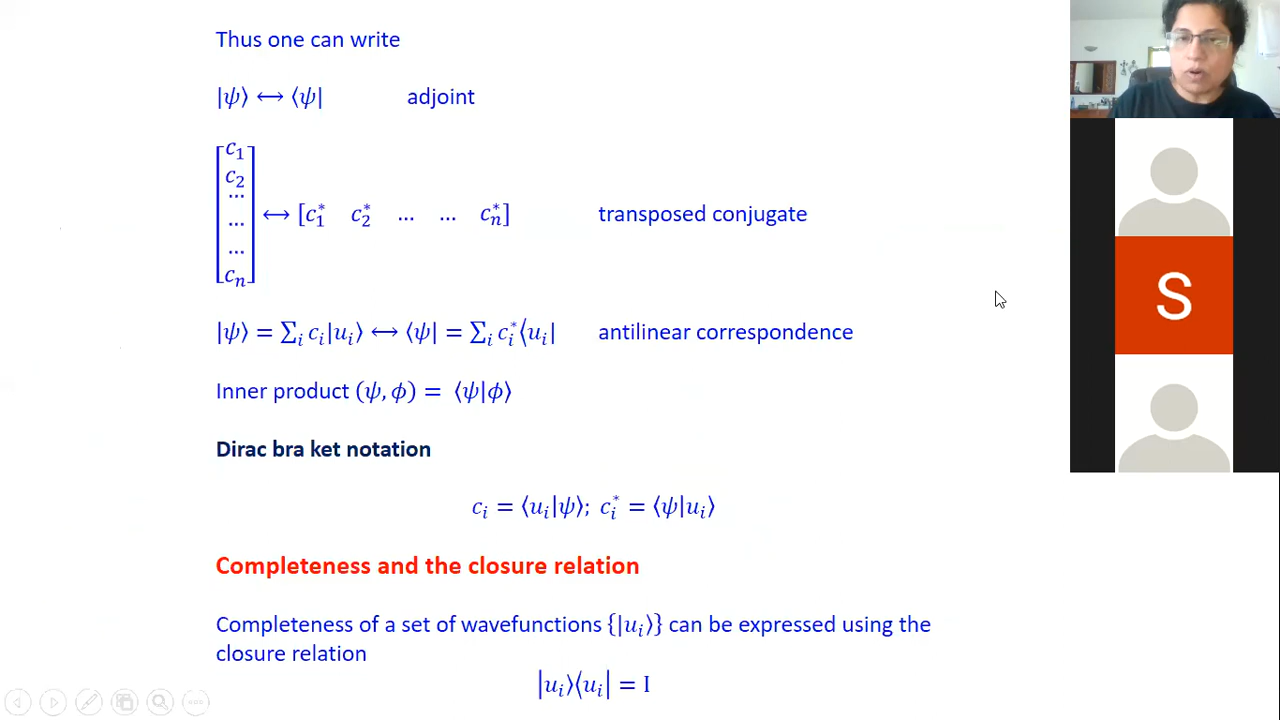 Thus one can write
|ψ⟩ ⟷ ⟨ψ| adjoint
[c₁ c₂ ... ... ... cₙ] ⟷ [c₁* c₂* ... ... cₙ*] transposed conjugate
|ψ⟩ = ∑ᵢ cᵢ|uᵢ⟩ ⟷ ⟨ψ| = ∑ᵢ cᵢ*⟨uᵢ| antilinear correspondence
Inner product (ψ, ϕ) = ⟨ψ|ϕ⟩
Dirac bra ket notation
cᵢ = ⟨uᵢ|ψ⟩; cᵢ* = ⟨ψ|uᵢ⟩
Completeness and the closure relation
Completeness of a set of wavefunctions {|uᵢ⟩} can be expressed using the
closure relation
|uᵢ⟩⟨uᵢ| = I
S